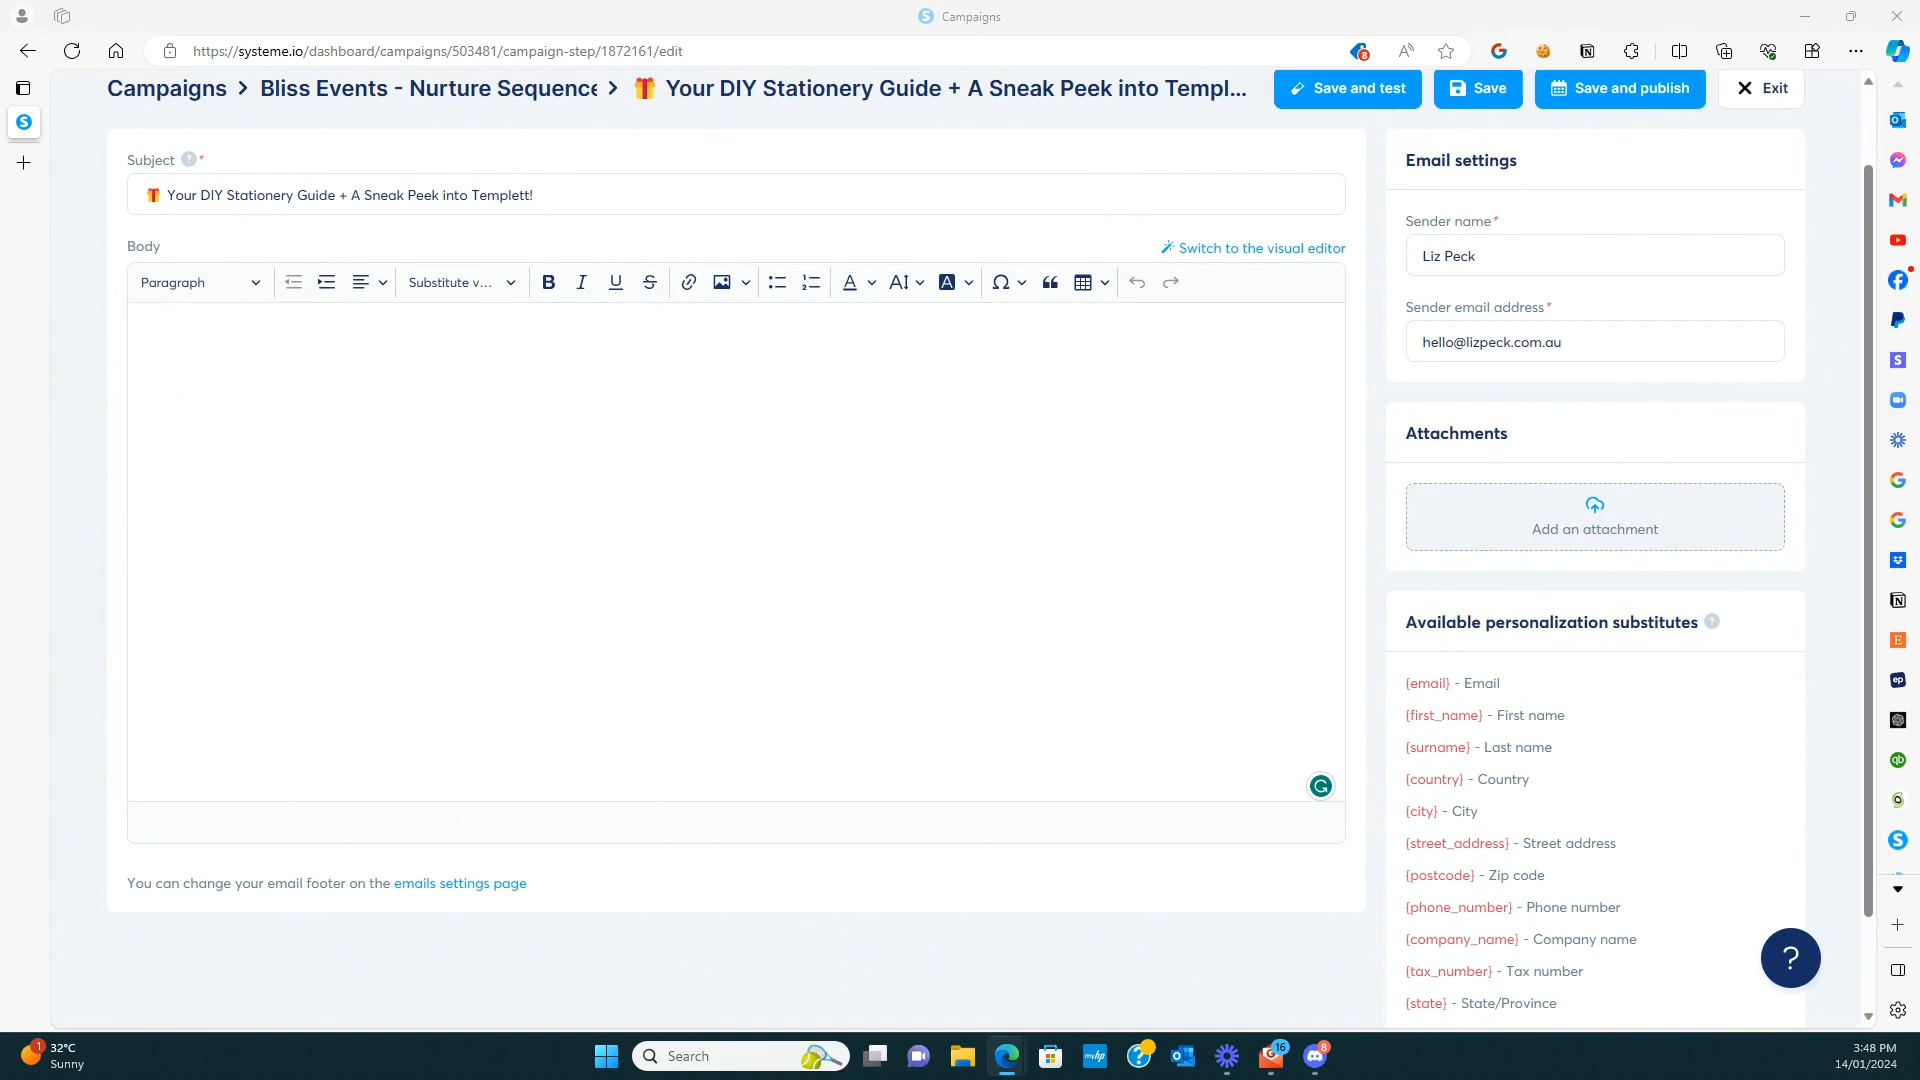 Campaigns
https://systeme.io/dashboard/campaigns/503481/campaign-step/1872161/edit
8
Campaigns > Bliss Events - Nurture Sequence > 🎁 Your DIY Stationery Guide + A Sneak Peek into Templ...
Save and test
Save
Save and publish
Exit
Subject ? *
🎁 Your DIY Stationery Guide + A Sneak Peek into Templett!
Body
Switch to the visual editor
Paragraph
Substitute v...
You can change your email footer on the emails settings page
Email settings
Sender name*
Liz Peck
Sender email address*
hello@lizpeck.com.au
Attachments
Add an attachment
Available personalization substitutes ?
{email} - Email
{first_name} - First name
{surname} - Last name
{country} - Country
{city} - City
{street_address} - Street address
{postcode} - Zip code
{phone_number} - Phone number
{company_name} - Company name
{tax_number} - Tax number
{state} - State/Province
?
1
32°C
Sunny
Search
myhp
16
8
3:48 PM
14/01/2024